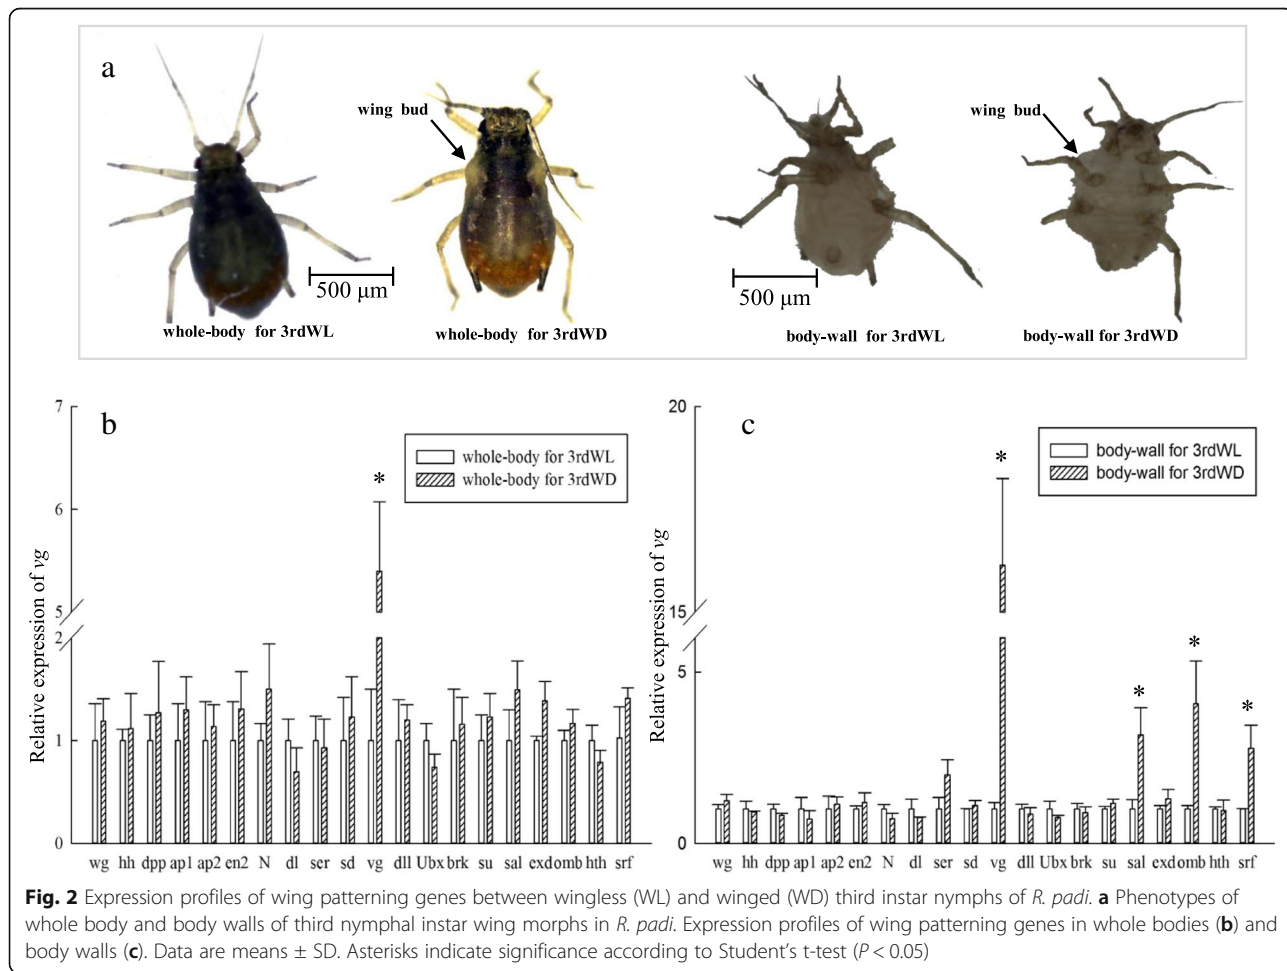 a
wing bud
wing bud
500 μm
500 μm
whole-body for 3rdWL
whole-body for 3rdWD
body-wall for 3rdWL
body-wall for 3rdWD
b
7
6
5
2
1
0
Relative expression of vg
whole-body for 3rdWL
whole-body for 3rdWD
*
wg hh dpp ap1 ap2 en2 N dl ser sd vg dll Ubx brk su sal exd omb hth srf
c
20
15
5
0
Relative expression of vg
body-wall for 3rdWL
body-wall for 3rdWD
*
*
*
*
wg hh dpp ap1 ap2 en2 N dl ser sd vg dll Ubx brk su sal exd omb hth srf
Fig. 2 Expression profiles of wing patterning genes between wingless (WL) and winged (WD) third instar nymphs of R. padi. a Phenotypes of
whole body and body walls of third nymphal instar wing morphs in R. padi. Expression profiles of wing patterning genes in whole bodies (b) and
body walls (c). Data are means ± SD. Asterisks indicate significance according to Student's t-test (P < 0.05)